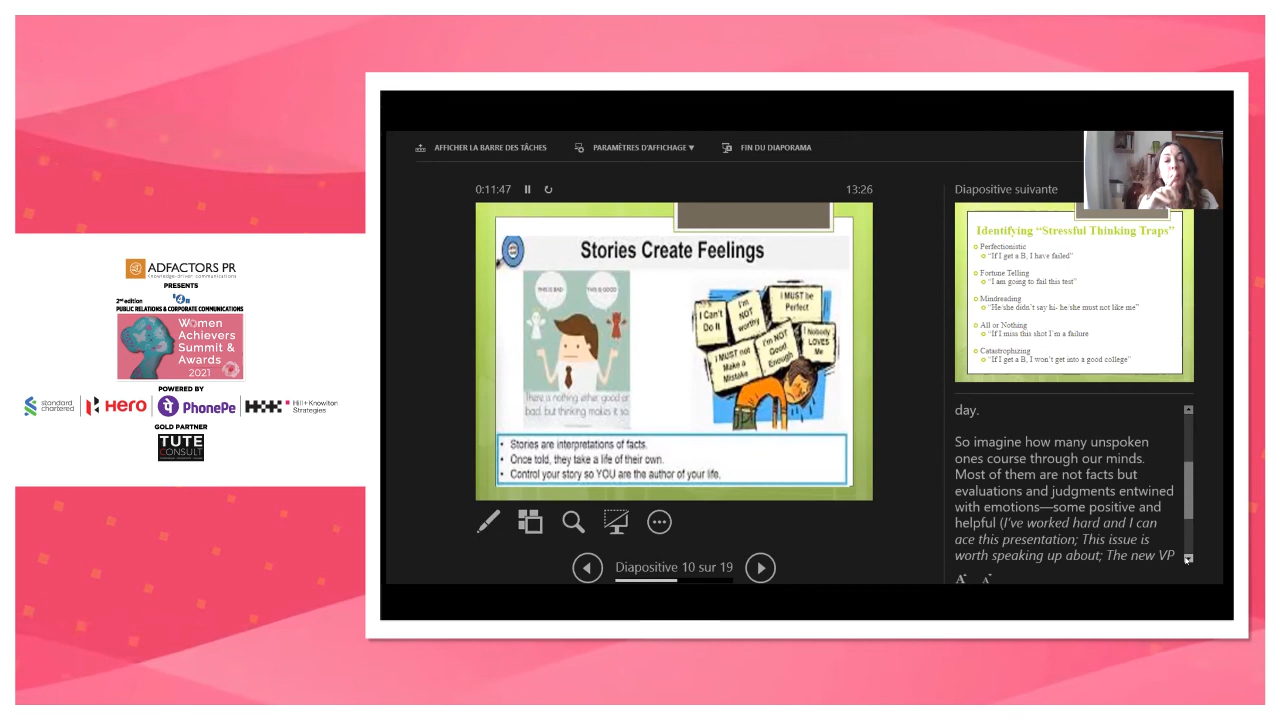 ADFACTORS PR
Knowledge-driven communications
PRESENTS
2nd edition
PUBLIC RELATIONS & CORPORATE COMMUNICATIONS
Women
Achievers
Summit &
Awards
2021
POWERED BY
standard
chartered
Hero
PhonePe
H+K
Hill+Knowlton
Strategies
GOLD PARTNER
TUTE
CONSULT
AFFICHER LA BARRE DES TÂCHES
PARAMÈTRES D'AFFICHAGE ▼
FIN DU DIAPORAMA
0:11:47
13:26
Stories Create Feelings
THIS IS BAD
THIS IS GOOD
There is nothing either good or
bad, but thinking makes it so
I Can't
Do It
I'm
NOT
worthy
I MUST be
Perfect
I MUST not
Make a
Mistake
I'm NOT
Good
Enough
Nobody
LOVES
Me
• Stories are interpretations of facts.
• Once told, they take a life of their own.
• Control your story so YOU are the author of your life.
Diapositive 10 sur 19
Diapositive suivante
Identifying “Stressful Thinking Traps”
Perfectionistic
“If I get a B, I have failed”
Fortune Telling
“I am going to fail this test”
Mindreading
“He/she didn't say hi- he/she must not like me”
All or Nothing
“If I miss this shot I'm a failure
Catastrophizing
“If I get a B, I won't get into a good college”
day.
So imagine how many unspoken
ones course through our minds.
Most of them are not facts but
evaluations and judgments entwined
with emotions—some positive and
helpful (I've worked hard and I can
ace this presentation; This issue is
worth speaking up about; The new VP
A A